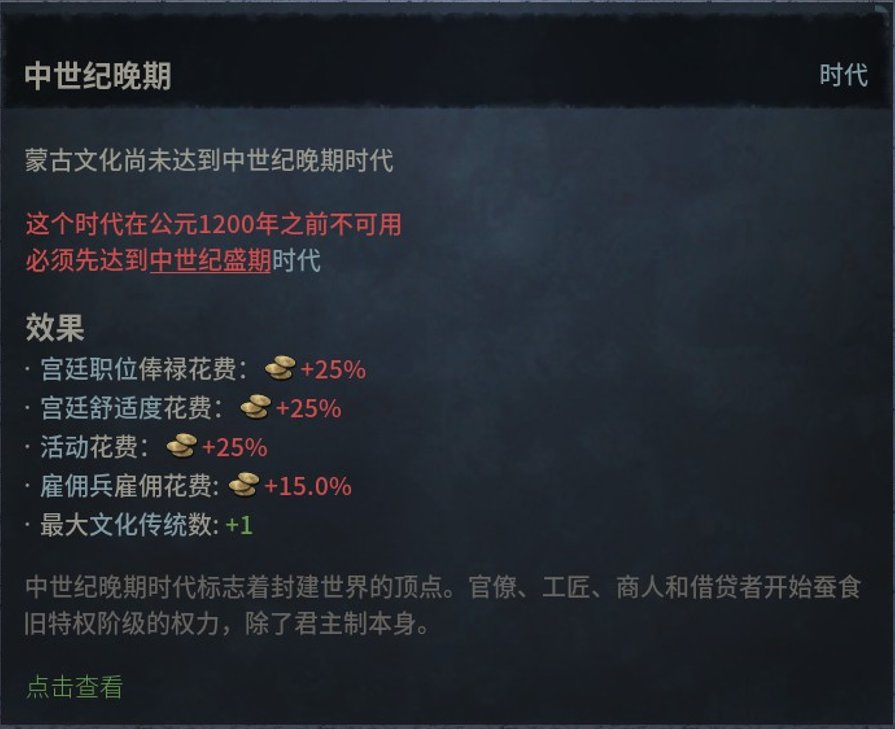 中世纪晚期
时代
蒙古文化尚未达到中世纪晚期时代
这个时代在公元1200年之前不可用
必须先达到中世纪盛期时代
效果
· 宫廷职位俸禄花费： +25%
· 宫廷舒适度花费： +25%
· 活动花费： +25%
· 雇佣兵雇佣花费: +15.0%
· 最大文化传统数: +1
中世纪晚期时代标志着封建世界的顶点。官僚、工匠、商人和借贷者开始蚕食
旧特权阶级的权力，除了君主制本身。
点击查看